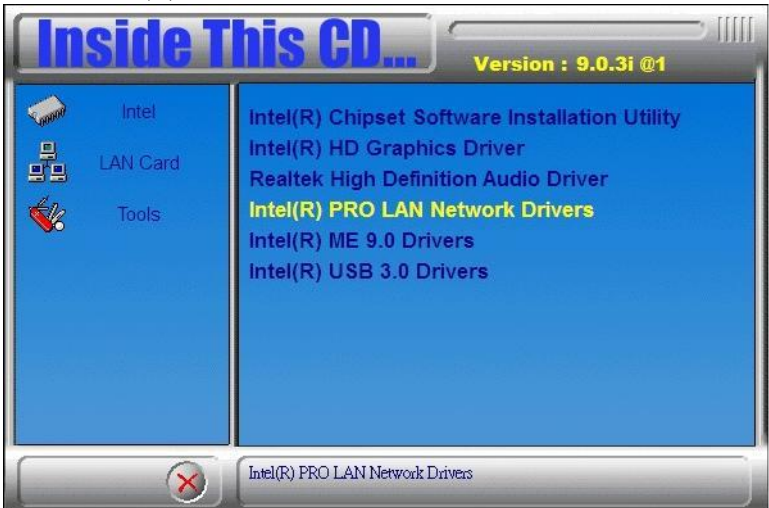 Inside This CD...
Version : 9.0.3i @1
Intel
LAN Card
Tools
Intel(R) Chipset Software Installation Utility
Intel(R) HD Graphics Driver
Realtek High Definition Audio Driver
Intel(R) PRO LAN Network Drivers
Intel(R) ME 9.0 Drivers
Intel(R) USB 3.0 Drivers
Intel(R) PRO LAN Network Drivers